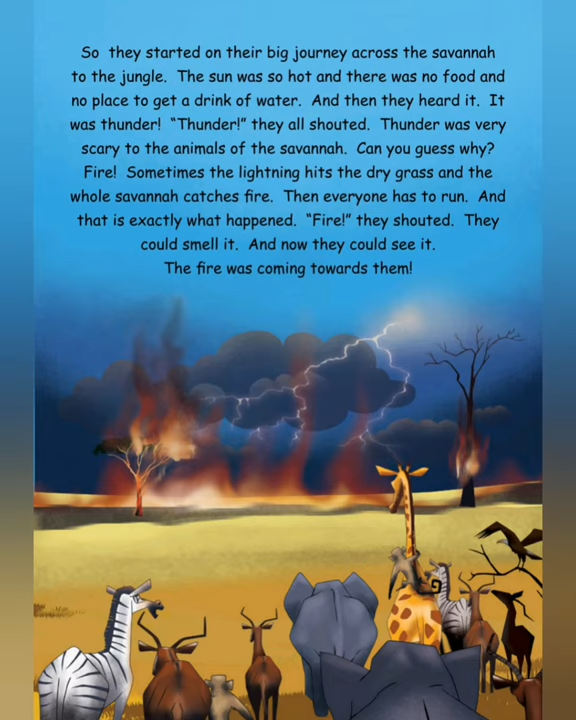 So they started on their big journey across the savannah
to the jungle. The sun was so hot and there was no food and
no place to get a drink of water. And then they heard it. It
was thunder! “Thunder!” they all shouted. Thunder was very
scary to the animals of the savannah. Can you guess why?
Fire! Sometimes the lightning hits the dry grass and the
whole savannah catches fire. Then everyone has to run. And
that is exactly what happened. “Fire!” they shouted. They
could smell it. And now they could see it.
The fire was coming towards them!